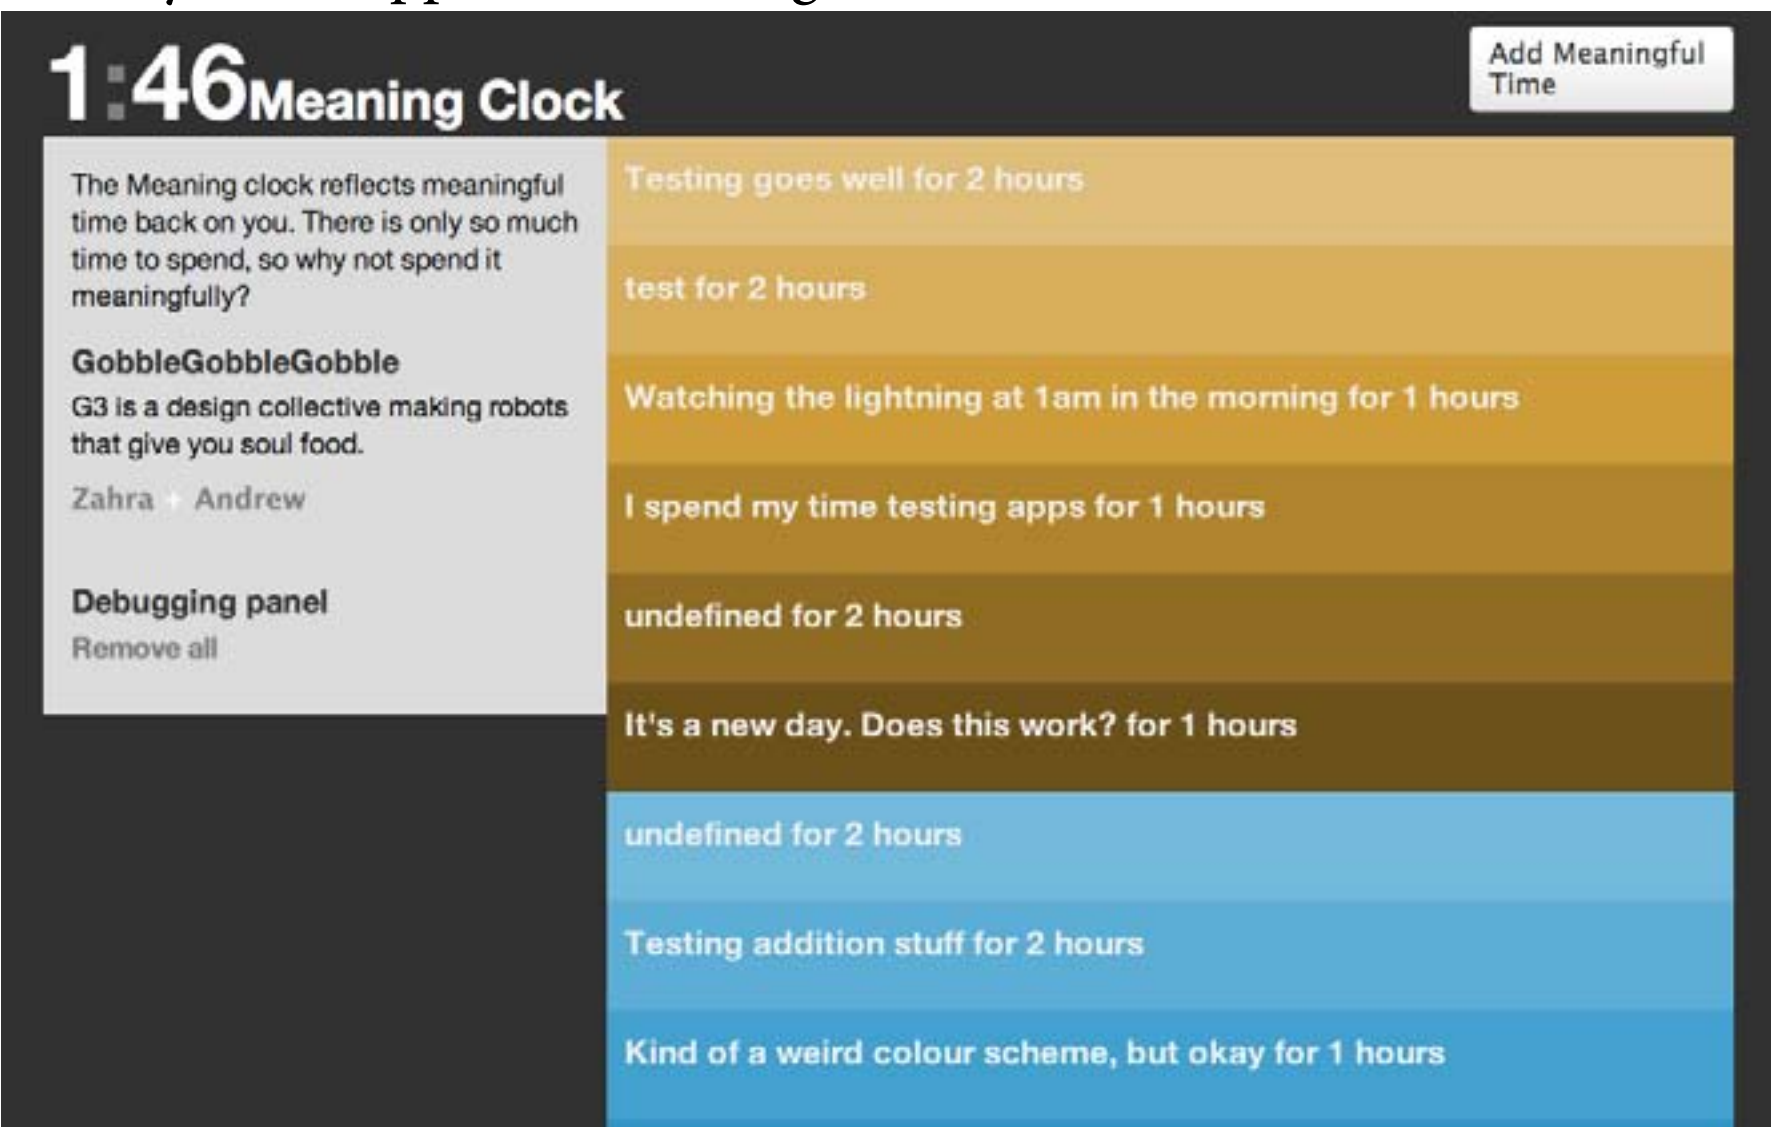 1:46 Meaning Clock
Add Meaningful
Time
The Meaning clock reflects meaningful
time back on you. There is only so much
time to spend, so why not spend it
meaningfully?
GobbleGobbleGobble
G3 is a design collective making robots
that give you soul food.
Zahra + Andrew
Debugging panel
Remove all
Testing goes well for 2 hours
test for 2 hours
Watching the lightning at 1am in the morning for 1 hours
I spend my time testing apps for 1 hours
undefined for 2 hours
It's a new day. Does this work? for 1 hours
undefined for 2 hours
Testing addition stuff for 2 hours
Kind of a weird colour scheme, but okay for 1 hours